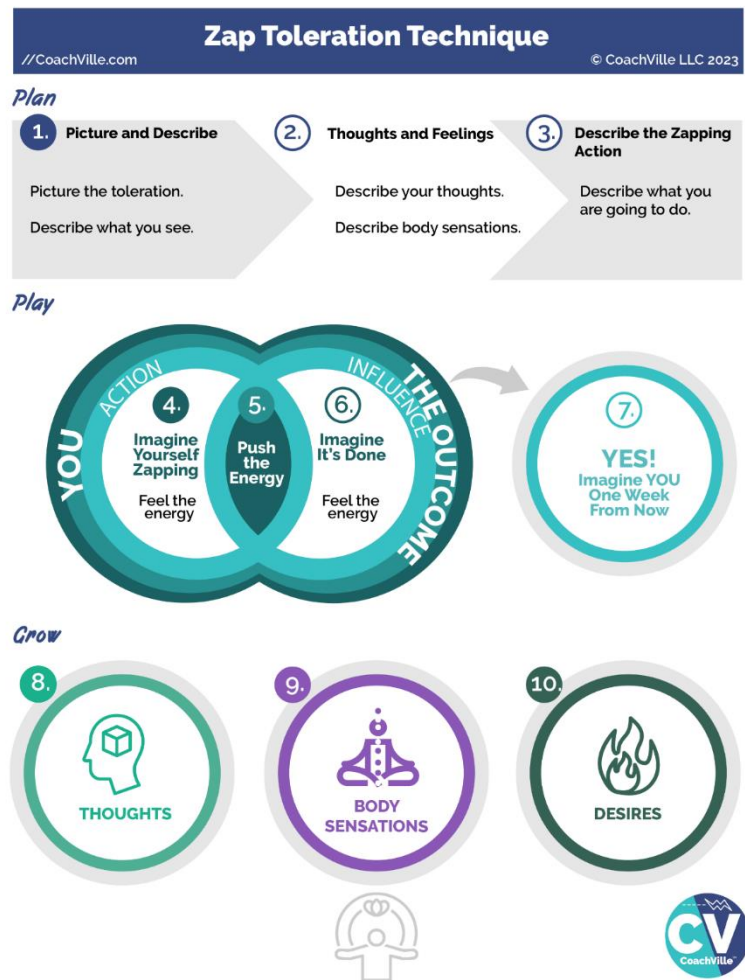 Zap Toleration Technique
//CoachVille.com
© CoachVille LLC 2023
Plan
1. Picture and Describe
Picture the toleration.
Describe what you see.
2. Thoughts and Feelings
Describe your thoughts.
Describe body sensations.
3. Describe the Zapping
Action
Describe what you
are going to do.
Play
YOU
ACTION
4.
Imagine
Yourself
Zapping
Feel the
energy
5.
Push
the
Energy
INFLUENCE
THE OUTCOME
6.
Imagine
It's Done
Feel the
energy
7.
YES!
Imagine YOU
One Week
From Now
Grow
8.
THOUGHTS
9.
BODY
SENSATIONS
10.
DESIRES
CV
CoachVille™